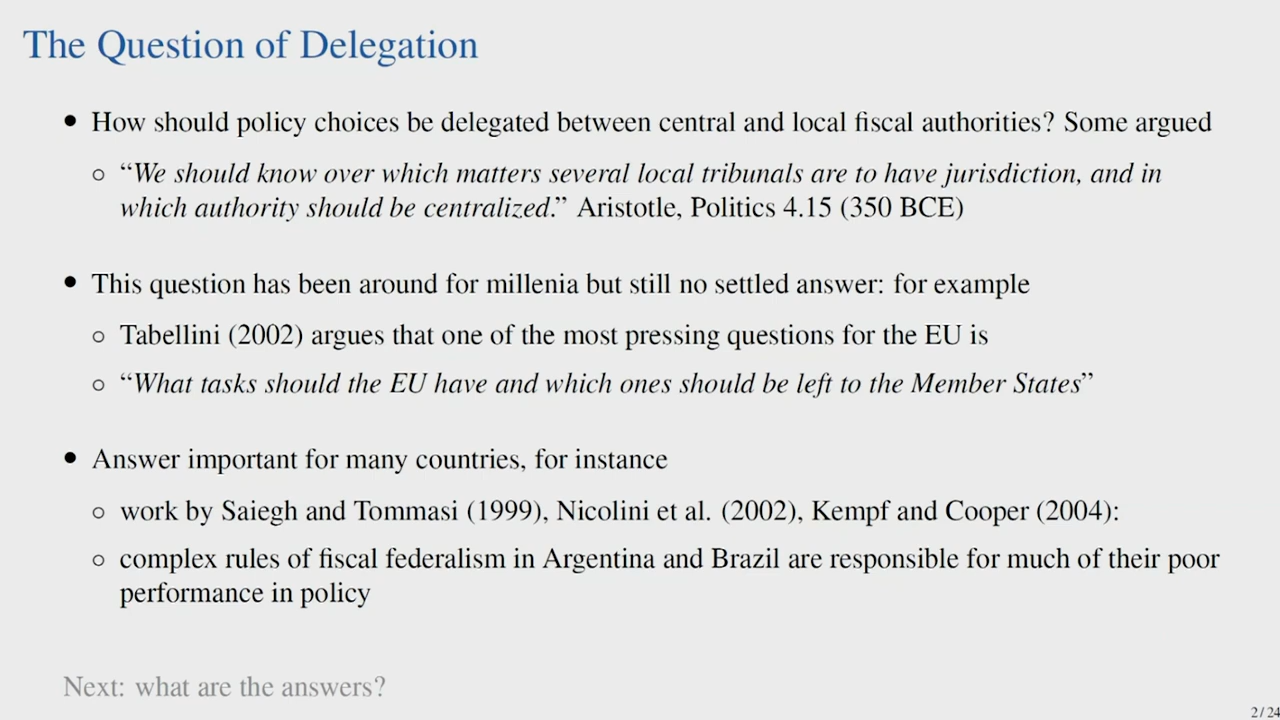 The Question of Delegation
• How should policy choices be delegated between central and local fiscal authorities? Some argued
◦ “We should know over which matters several local tribunals are to have jurisdiction, and in
which authority should be centralized.” Aristotle, Politics 4.15 (350 BCE)
• This question has been around for millenia but still no settled answer: for example
◦ Tabellini (2002) argues that one of the most pressing questions for the EU is
◦ “What tasks should the EU have and which ones should be left to the Member States”
• Answer important for many countries, for instance
◦ work by Saiegh and Tommasi (1999), Nicolini et al. (2002), Kempf and Cooper (2004):
◦ complex rules of fiscal federalism in Argentina and Brazil are responsible for much of their poor
performance in policy
Next: what are the answers?
2 / 24